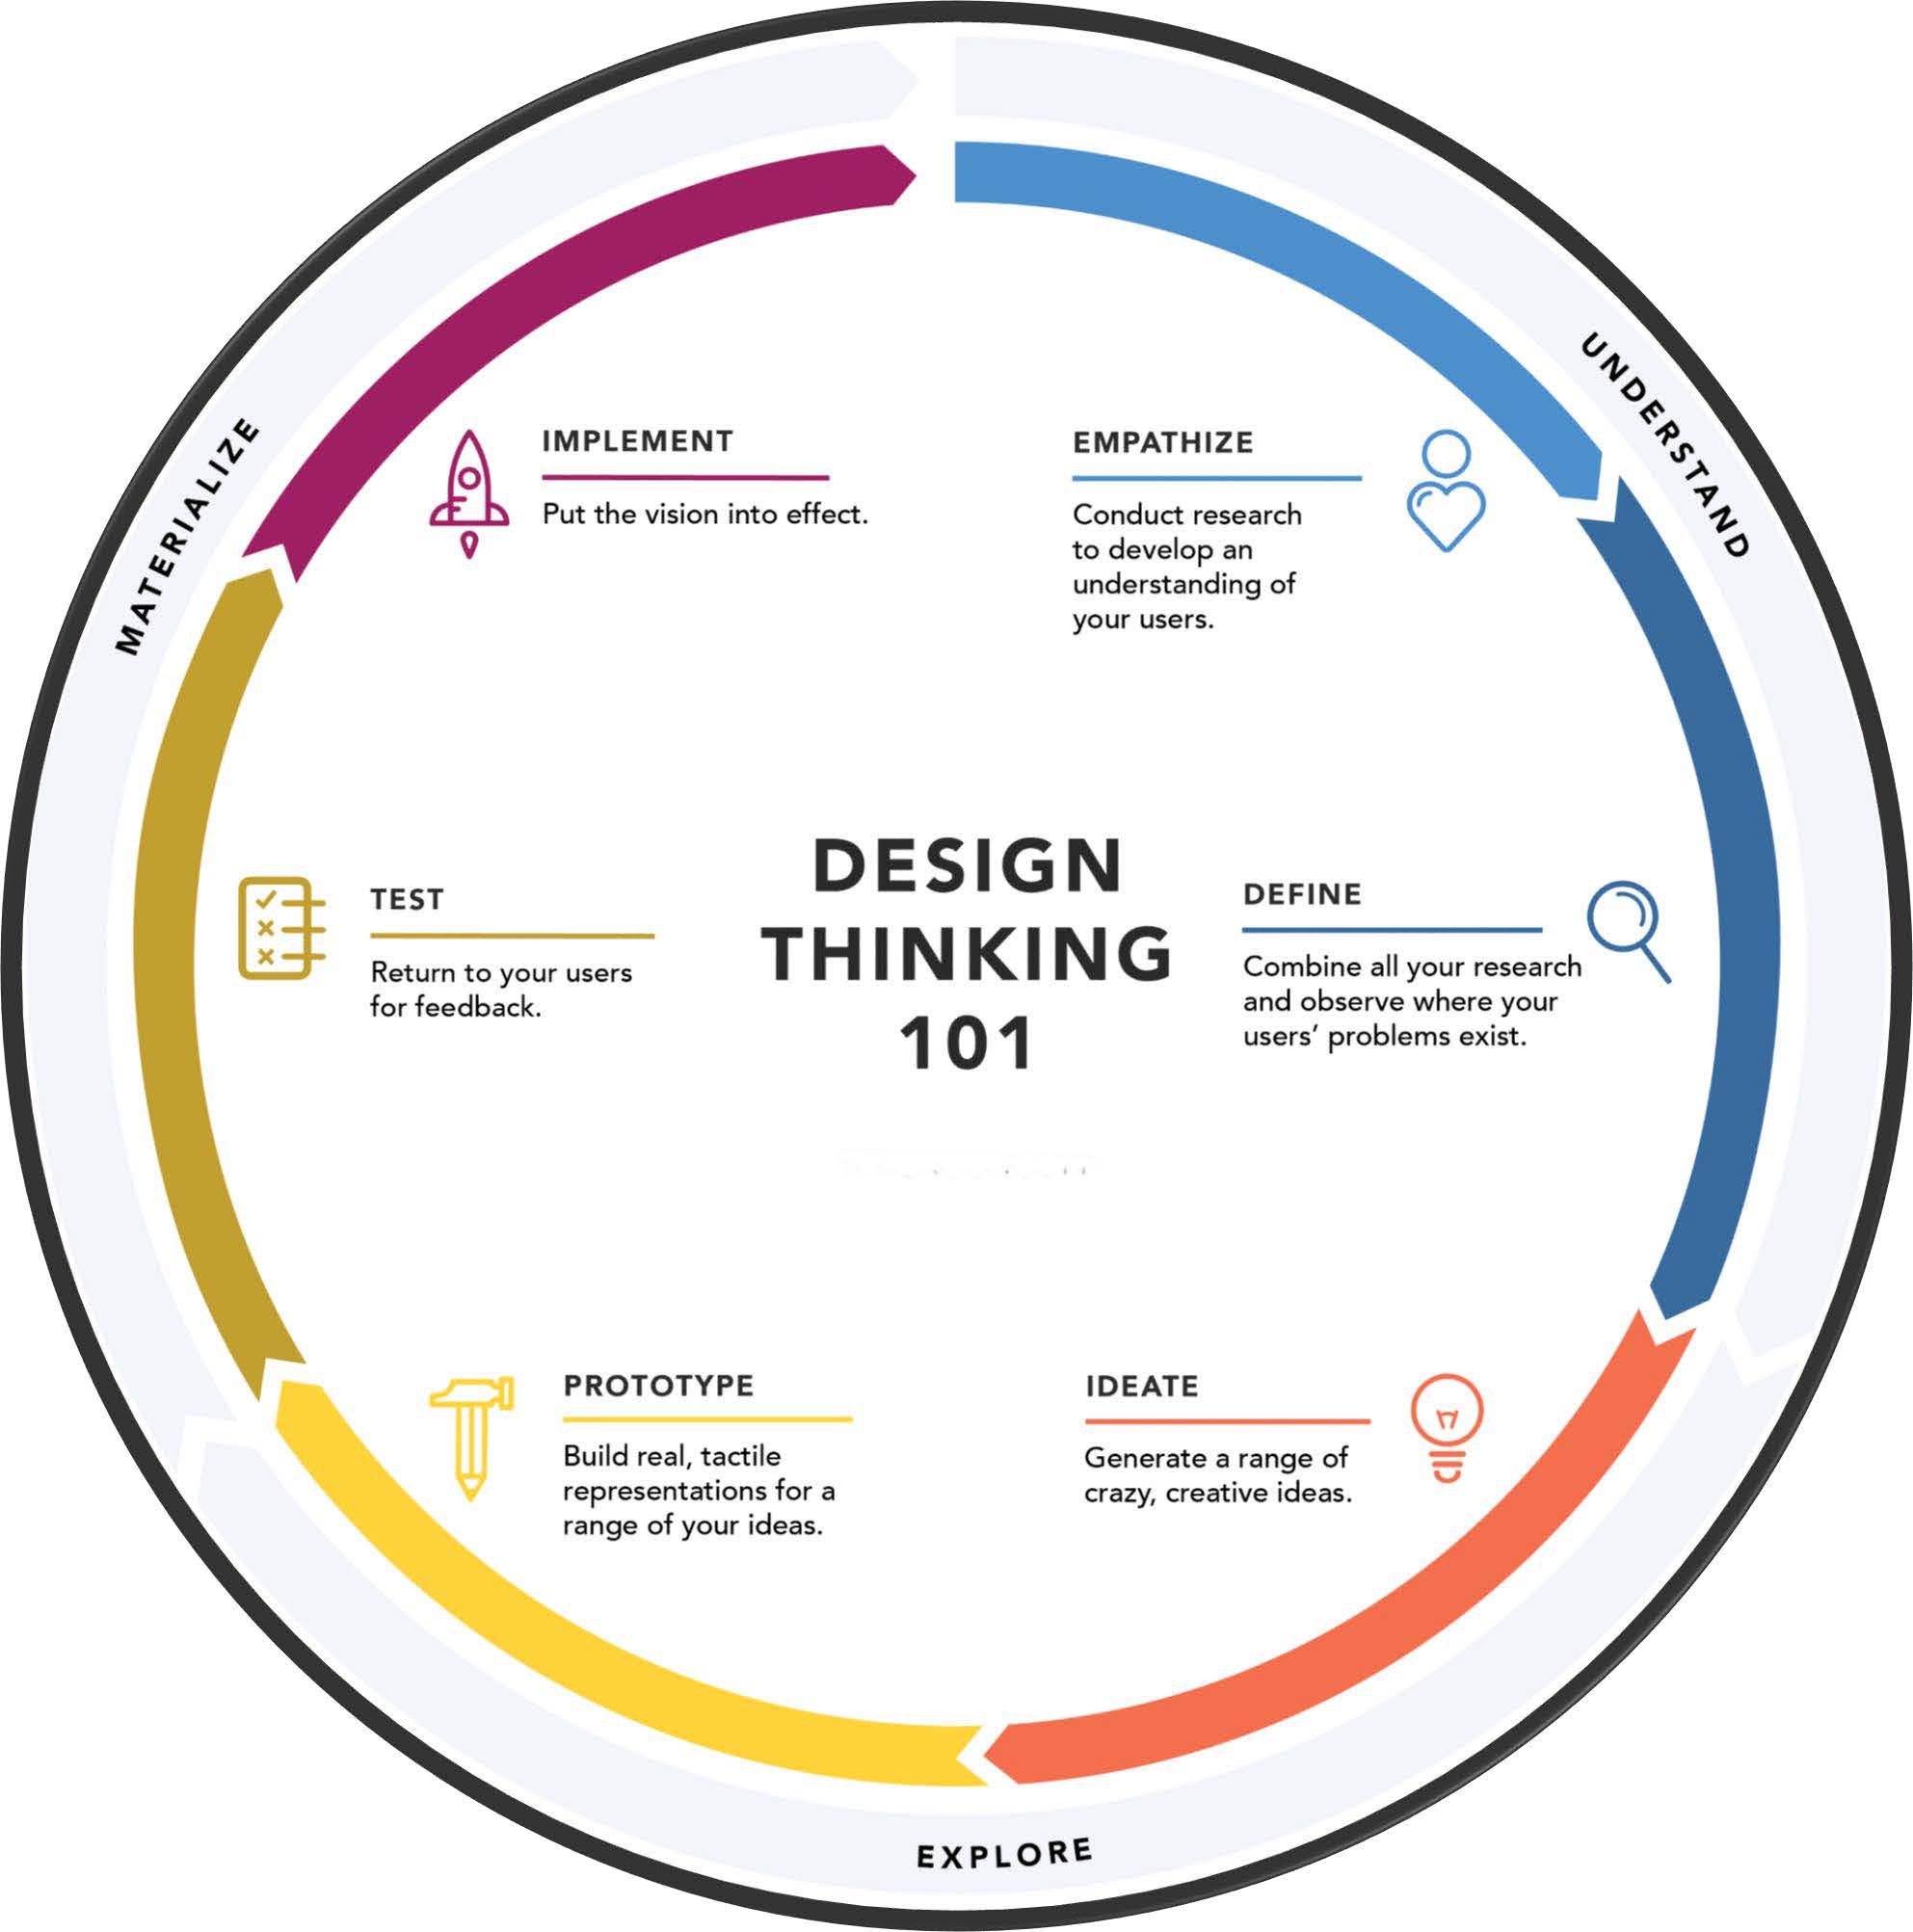 DESIGN
THINKING
101
UNDERSTAND
EMPATHIZE
Conduct research
to develop an
understanding of
your users.
DEFINE
Combine all your research
and observe where your
users’ problems exist.
EXPLORE
IDEATE
Generate a range of
crazy, creative ideas.
PROTOTYPE
Build real, tactile
representations for a
range of your ideas.
MATERIALIZE
TEST
Return to your users
for feedback.
IMPLEMENT
Put the vision into effect.